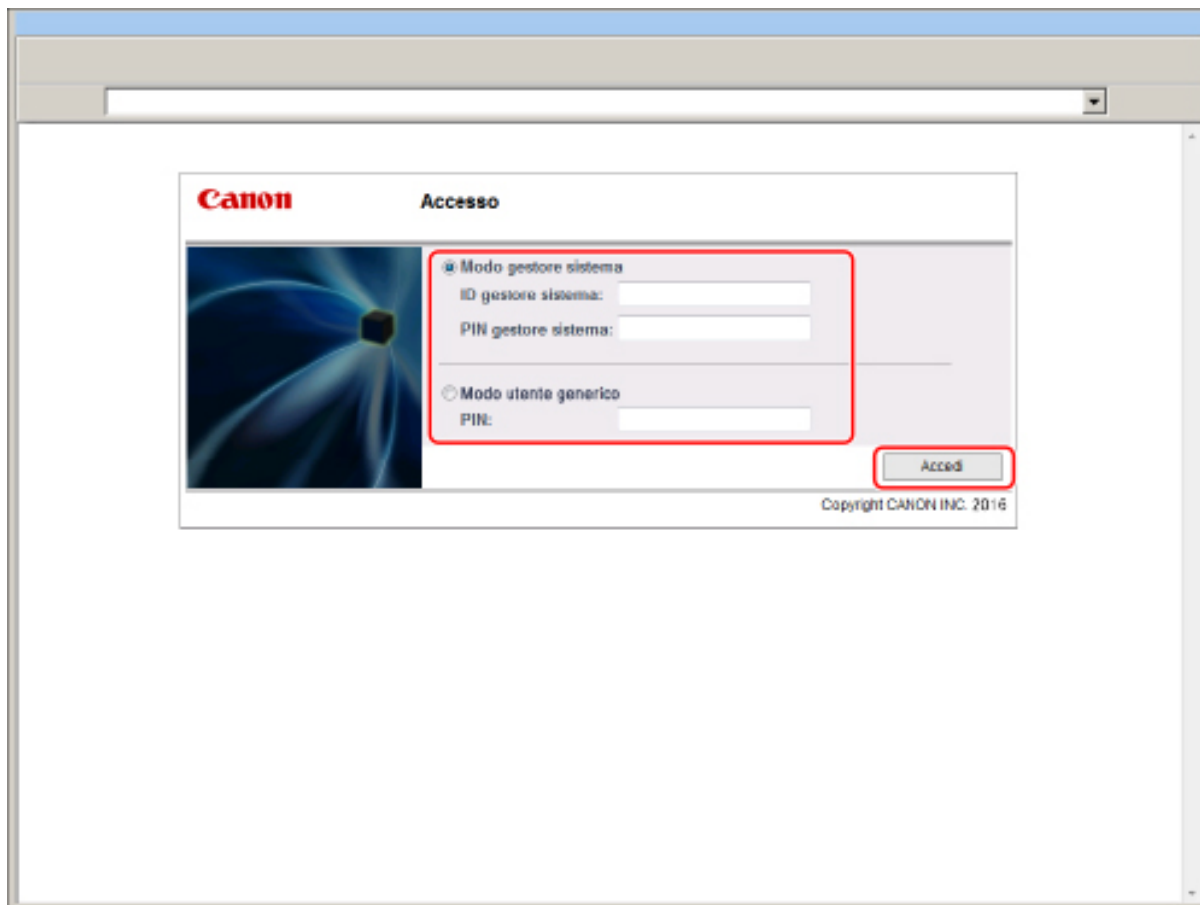 Canon
Accesso
Modo gestore sistema
ID gestore sistema:
PIN gestore sistema:
Modo utente generico
PIN:
Accedi
Copyright CANON INC. 2016